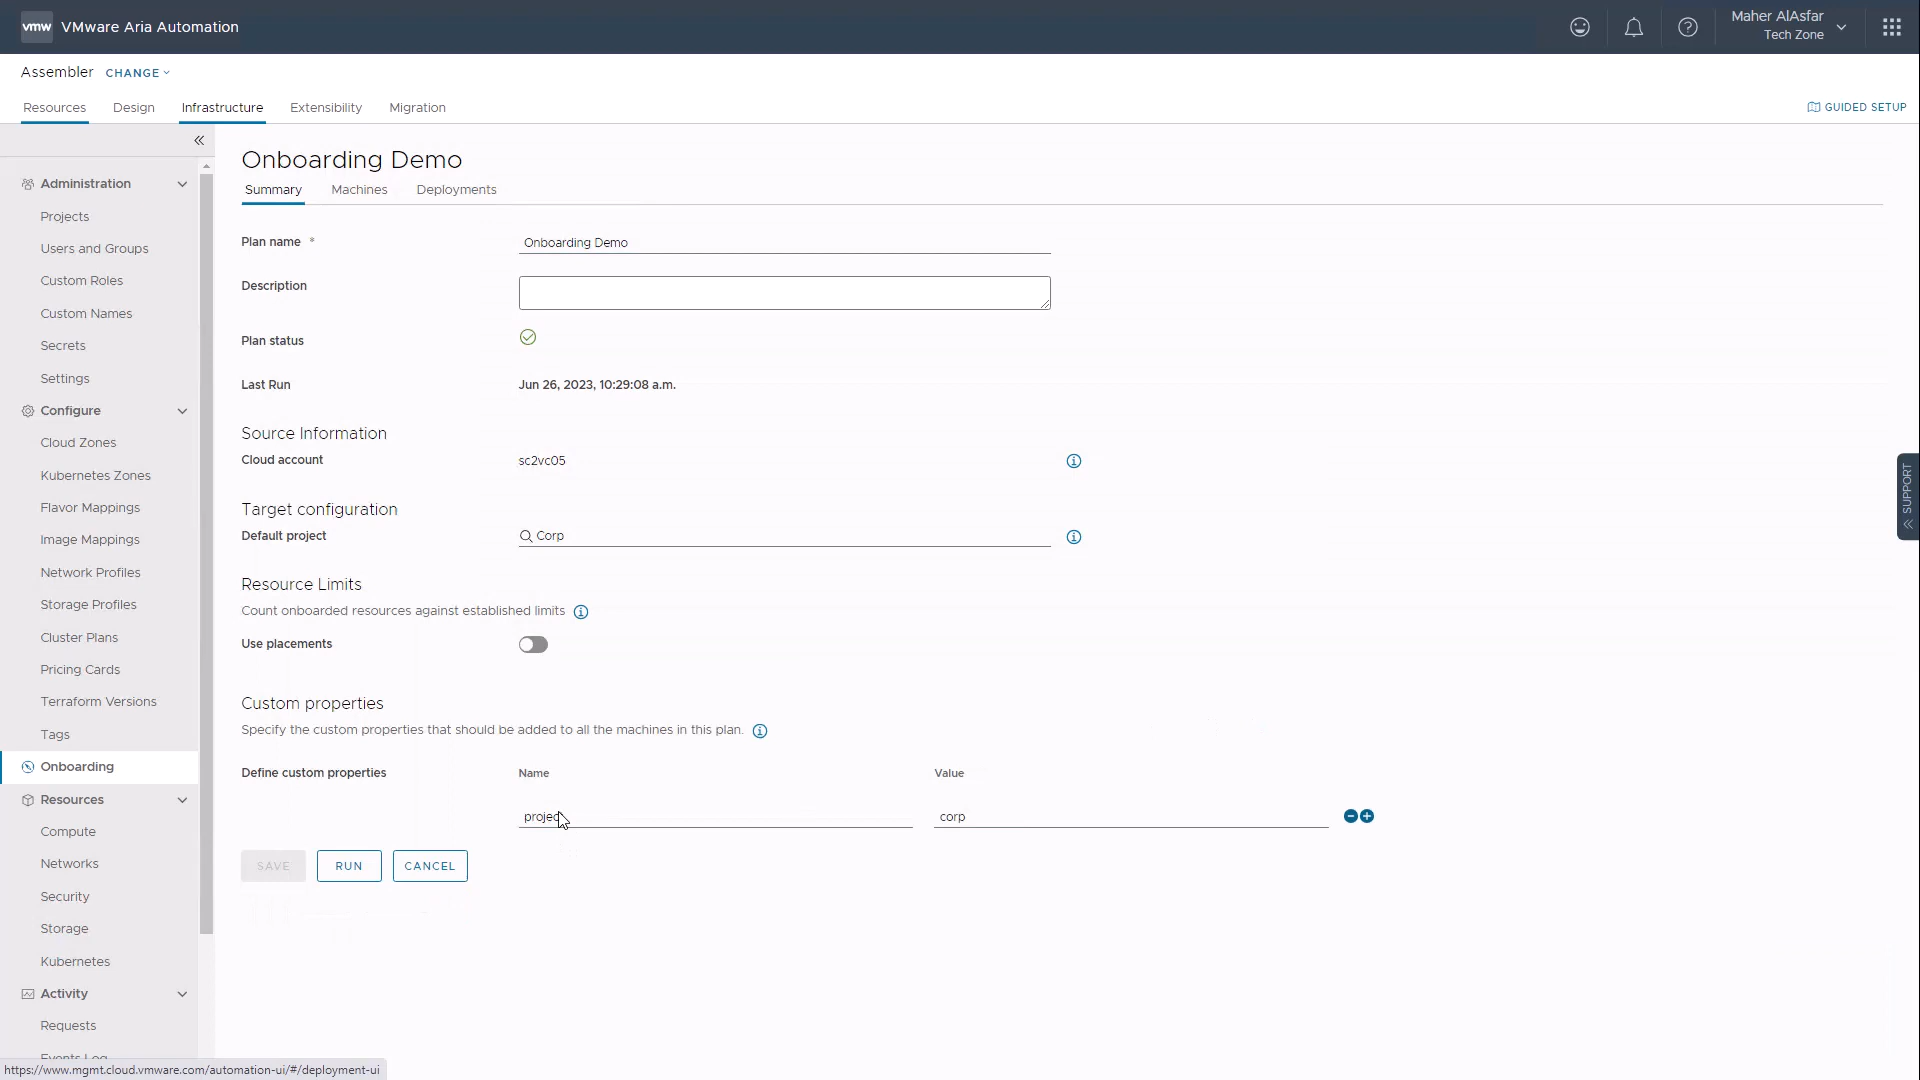 vmw VMware Aria Automation
Maher AlAsfar
Tech Zone
Assembler CHANGE
Resources Design Infrastructure Extensibility Migration
GUIDED SETUP
Administration
Projects
Users and Groups
Custom Roles
Custom Names
Secrets
Settings
Configure
Cloud Zones
Kubernetes Zones
Flavor Mappings
Image Mappings
Network Profiles
Storage Profiles
Cluster Plans
Pricing Cards
Terraform Versions
Tags
Onboarding
Resources
Compute
Networks
Security
Storage
Kubernetes
Activity
Requests
Events Log
Onboarding Demo
Summary Machines Deployments
Plan name * Onboarding Demo
Description
Plan status
Last Run Jun 26, 2023, 10:29:08 a.m.
Source Information
Cloud account sc2vc05
Target configuration
Default project Corp
Resource Limits
Count onboarded resources against established limits
Use placements
Custom properties
Specify the custom properties that should be added to all the machines in this plan.
Define custom properties Name Value
corp
SAVE RUN CANCEL
SUPPORT
https://www.mgmt.cloud.vmware.com/automation-ui/#/deployment-ui